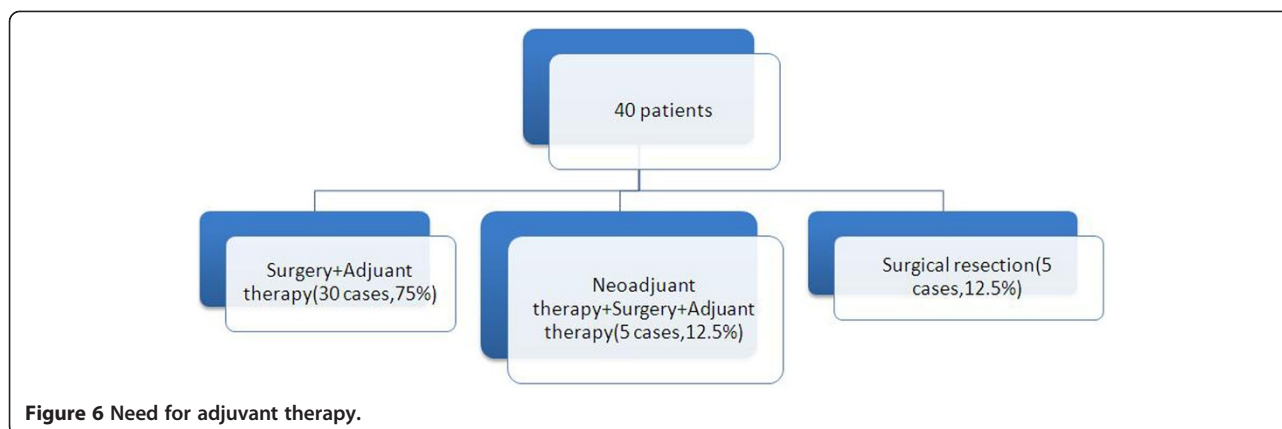 40 patients
Surgery+Adjuant
therapy(30 cases,75%)
Neoadjuant
therapy+Surgery+Adjuant
therapy(5 cases,12.5%)
Surgical resection(5
cases,12.5%)
Figure 6 Need for adjuvant therapy.